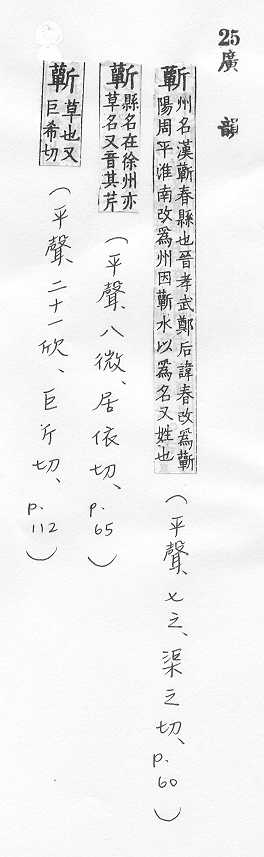 25廣韻
蘄州名漢蘄春縣也晉孝武鄭后諱春改爲蘄陽周平淮南改爲州因蘄水以爲名又姓也（平聲、七之、渠之切、p.60）
蘄縣名在徐州亦草名又音其芹（平聲、八微、居依切、p.65）
蘄草也又巨希切（平聲、二十一欣、巨斤切、p.112）